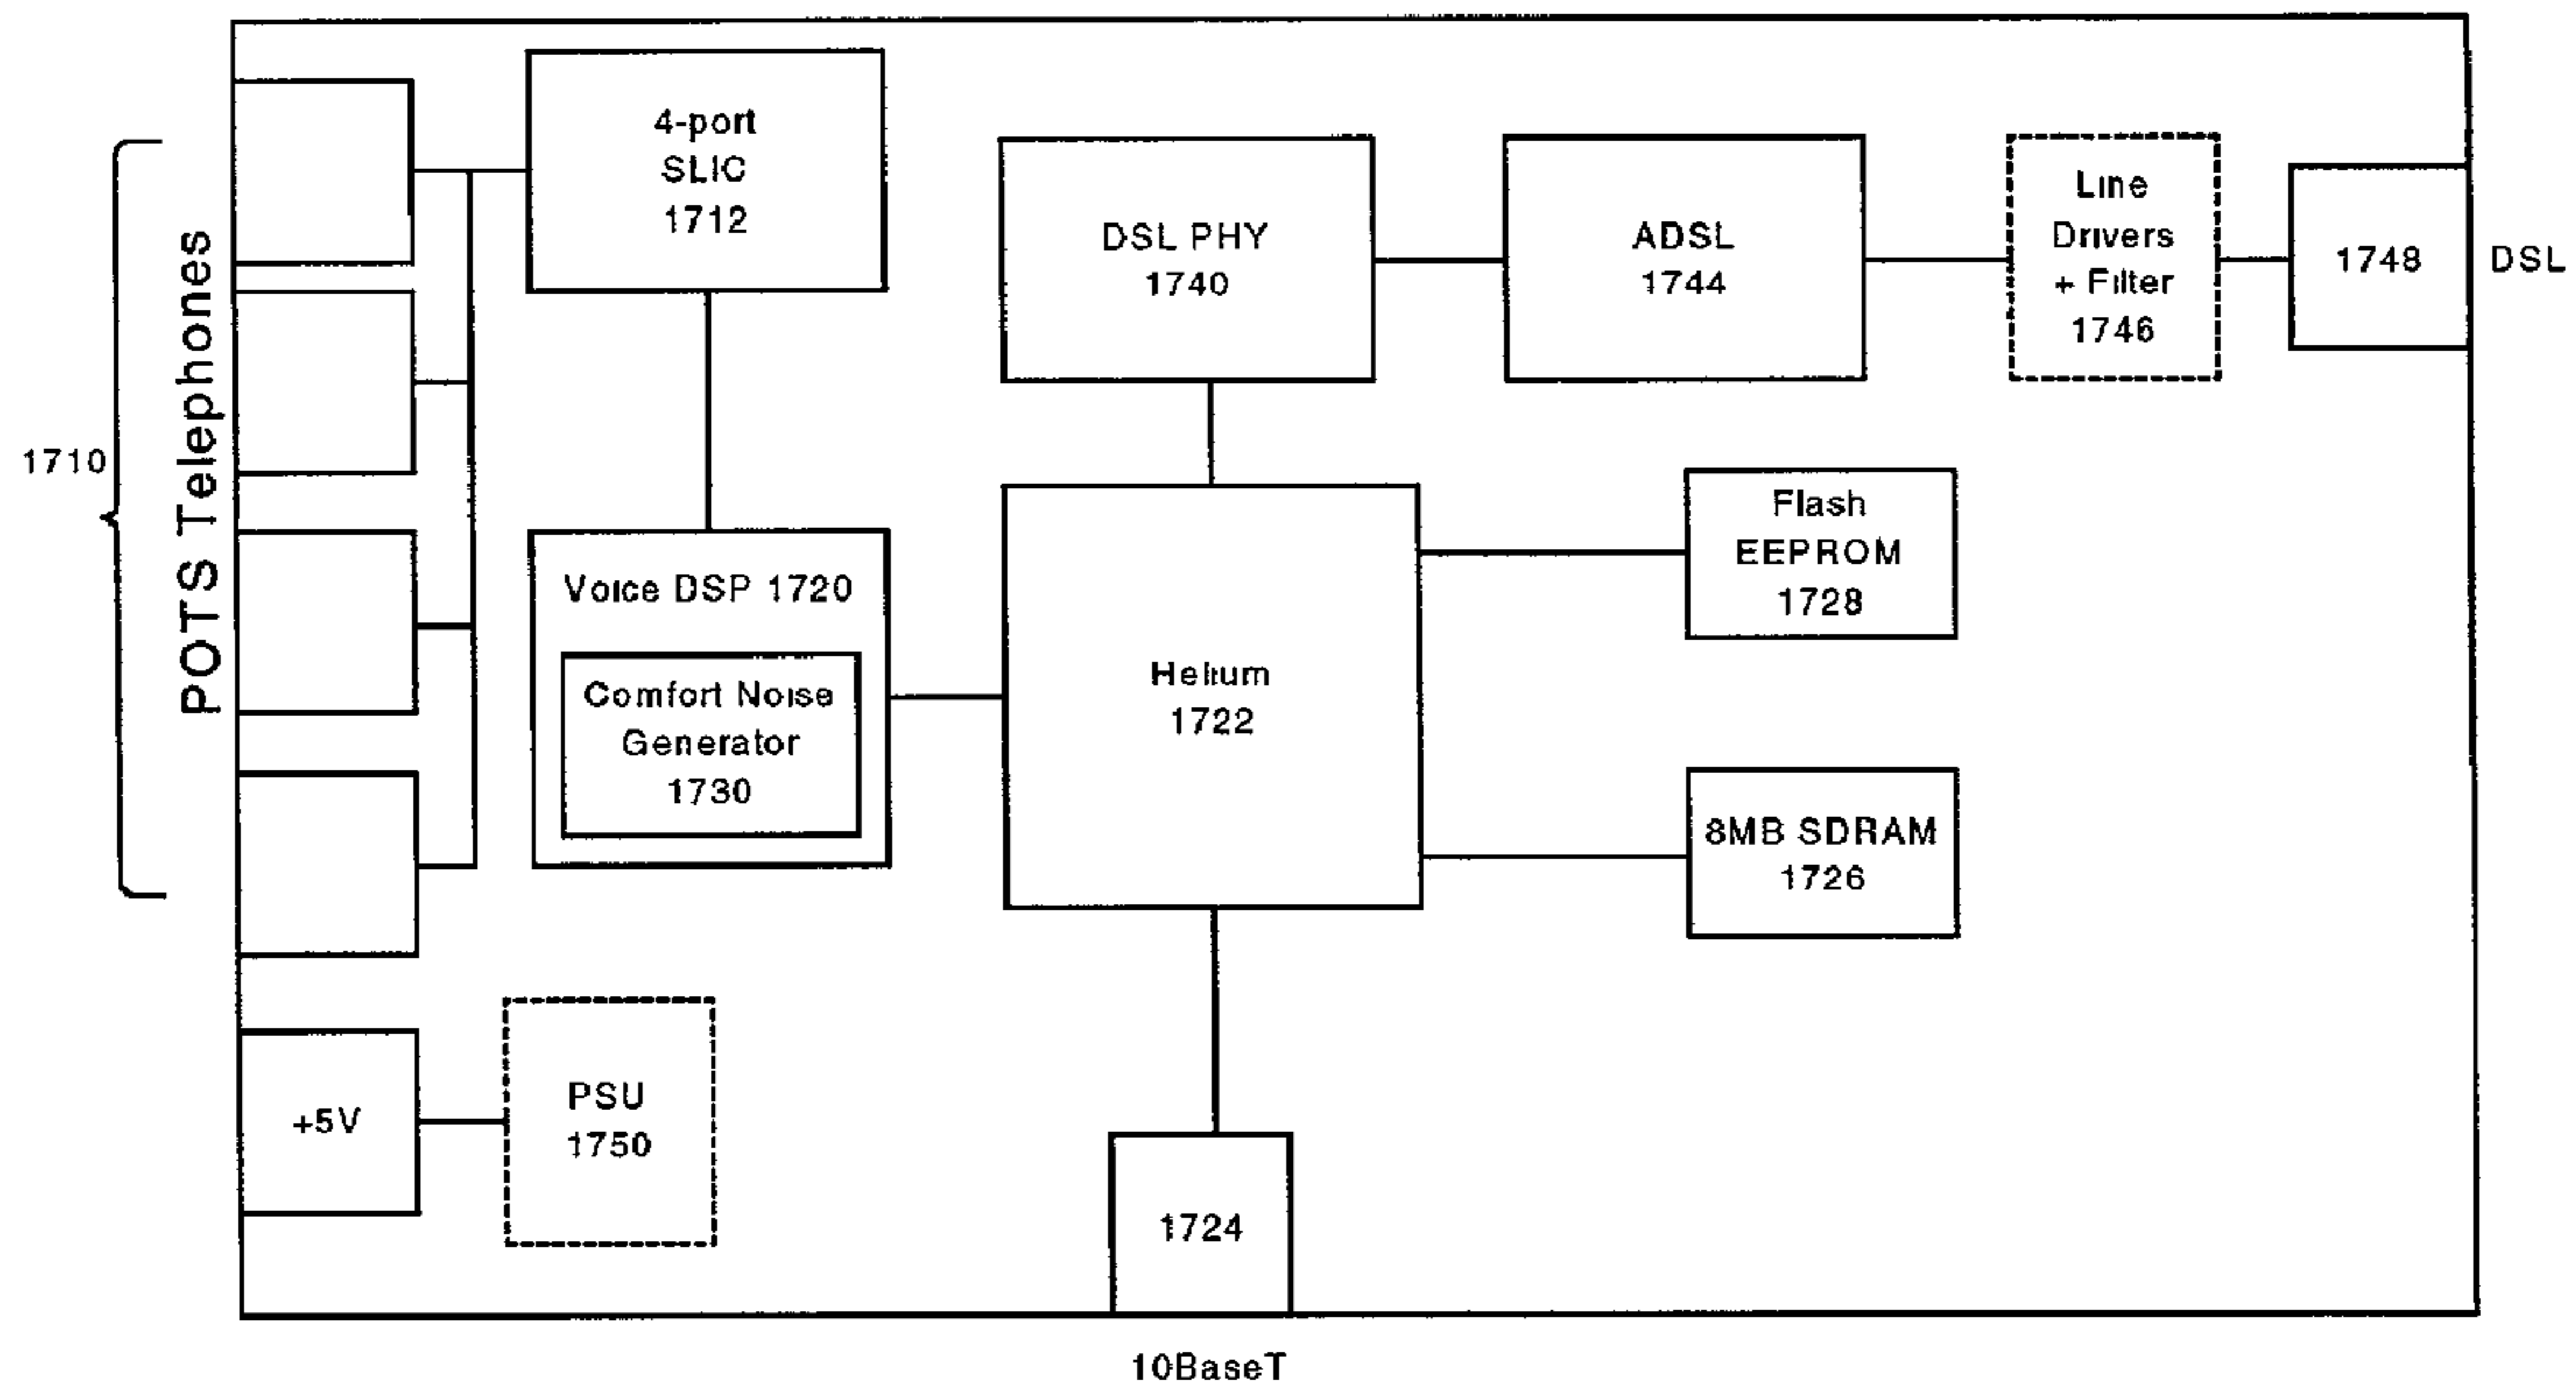 1710
POTS Telephones
4-port
SLIC
1712
DSL PHY
1740
ADSL
1744
Line
Drivers
+ Filter
1746
1748
DSL
Voice DSP 1720
Comfort Noise
Generator
1730
Helium
1722
Flash
EEPROM
1728
8MB SDRAM
1726
+5V
PSU
1750
1724
10BaseT